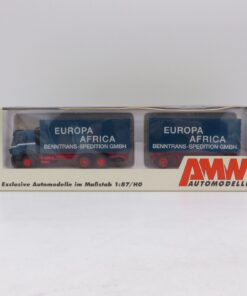 EUROPA
AFRICA
BENNTRANS-SPEDITION GMBH
EUROPA
AFRICA
BENNTRANS-SPEDITION GMBH
AMW
AUTOMODELLE
Exclusive Automodelle im Maßstab 1:87/H0